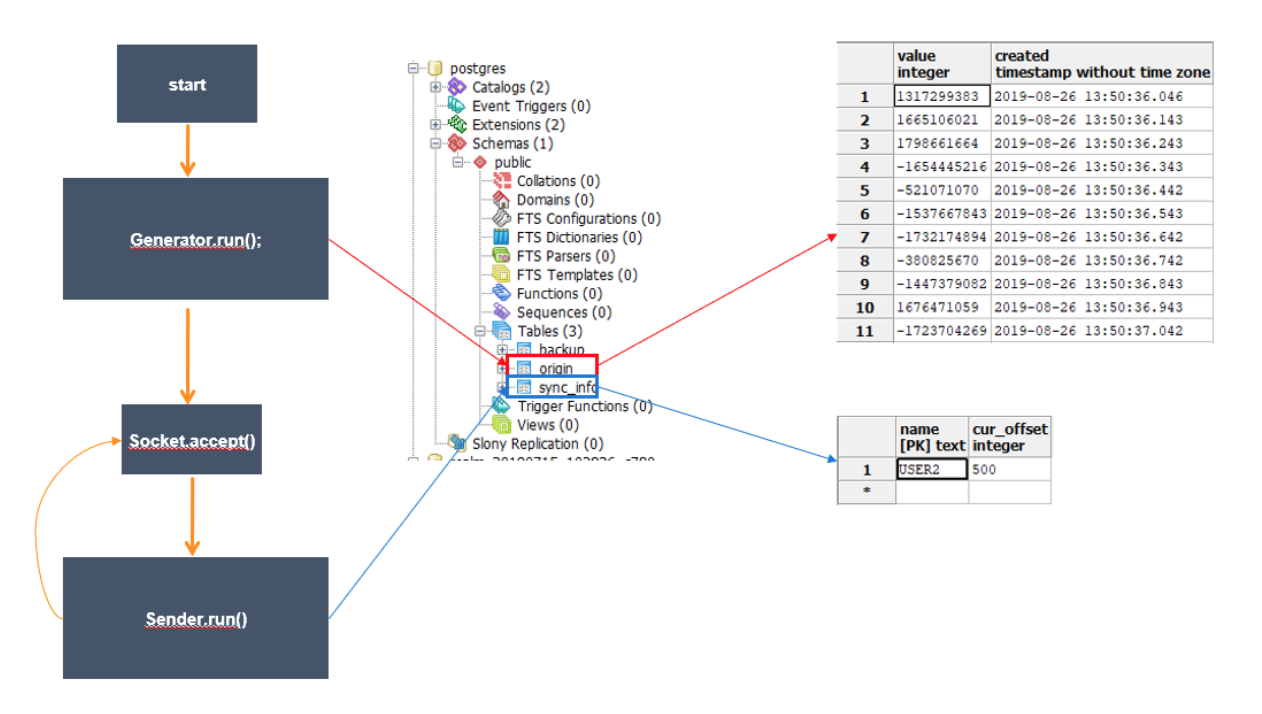 start
Generator.run();
Socket.accept()
Sender.run()
postgres
Catalogs (2)
Event Triggers (0)
Extensions (2)
Schemas (1)
public
Collations (0)
Domains (0)
FTS Configurations (0)
FTS Dictionaries (0)
FTS Parsers (0)
FTS Templates (0)
Functions (0)
Sequences (0)
Tables (3)
backup
origin
sync_info
Trigger Functions (0)
Views (0)
Slony Replication (0)
value created
integer timestamp without time zone
1 1317299383 2019-08-26 13:50:36.046
2 1665106021 2019-08-26 13:50:36.143
3 1798661664 2019-08-26 13:50:36.243
4 -1654445216 2019-08-26 13:50:36.343
5 -521071070 2019-08-26 13:50:36.442
6 -1537667843 2019-08-26 13:50:36.543
7 -1732174894 2019-08-26 13:50:36.642
8 -380825670 2019-08-26 13:50:36.742
9 -1447379082 2019-08-26 13:50:36.843
10 1676471059 2019-08-26 13:50:36.943
11 -1723704269 2019-08-26 13:50:37.042
name cur_offset
[PK] text integer
1 USER2 500
*